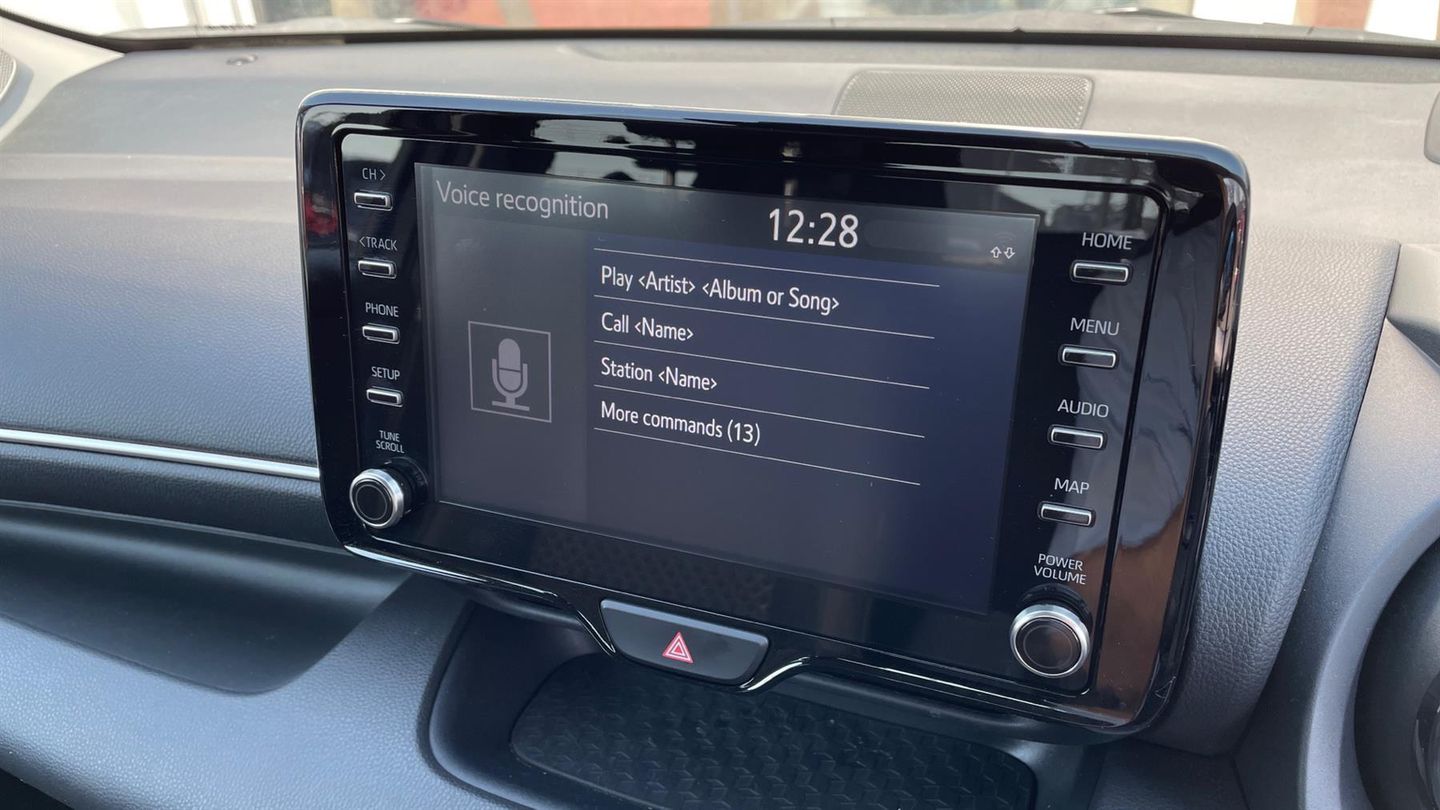 CH >
<TRACK
PHONE
SETUP
TUNE
SCROLL
Voice recognition
12:28
Play <Artist> <Album or Song>
Call <Name>
Station <Name>
More commands (13)
HOME
MENU
AUDIO
MAP
POWER
VOLUME